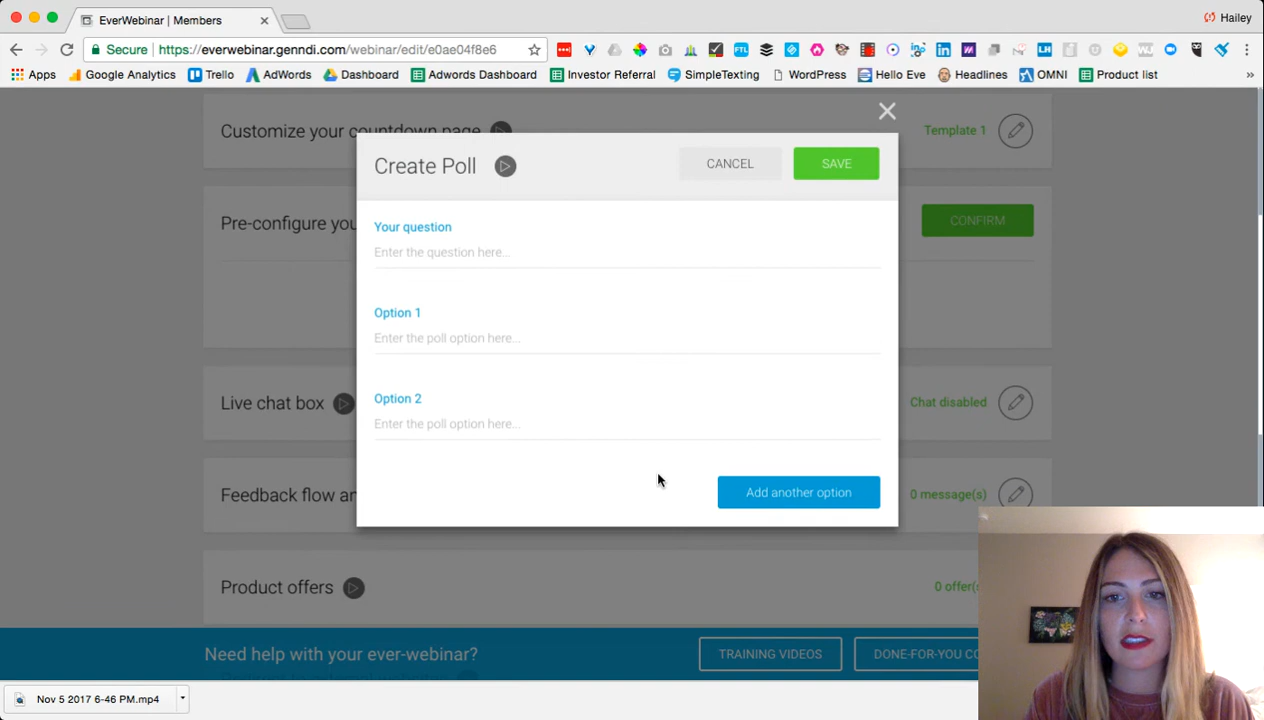 EverWebinar | Members
Hailey
Secure
https://everwebinar.genndi.com/webinar/edit/e0ae04f8e6
FTL
LH
Apps
Google Analytics
Trello
AdWords
Dashboard
Adwords Dashboard
Investor Referral
SimpleTexting
WordPress
Hello Eve
Headlines
OMNI
Product list
Customize your countdown page
Template 1
Create Poll
CANCEL
SAVE
Pre-configure you
CONFIRM
Your question
Enter the question here...
Option 1
Enter the poll option here...
Option 2
Enter the poll option here...
Live chat box
Chat disabled
Add another option
Feedback flow an
0 message(s)
Product offers
0 offer(s
Need help with your ever-webinar?
TRAINING VIDEOS
DONE-FOR-YOU CO
Nov 5 2017 6-46 PM.mp4